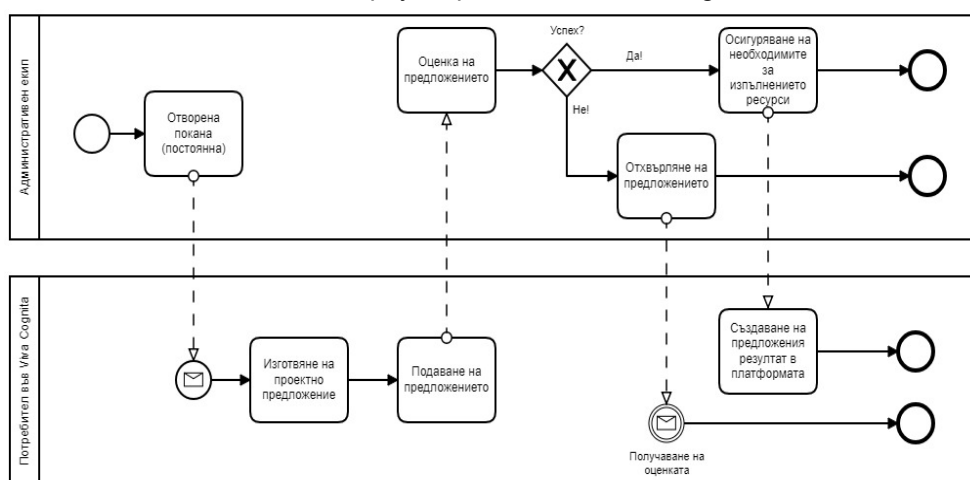 Административен екип
Отворена
покана
(постоянна)
Оценка на
предложението
Успех?
Да!
Не!
Осигуряване на
необходимите
за
изпълнението
ресурси
Отхвърляне на
предложението
Потребител във Viva Cognita
Изготвяне на
проектно
предложение
Подаване на
предложението
Получаване на
оценката
Създаване на
предложения
резултат в
платформата